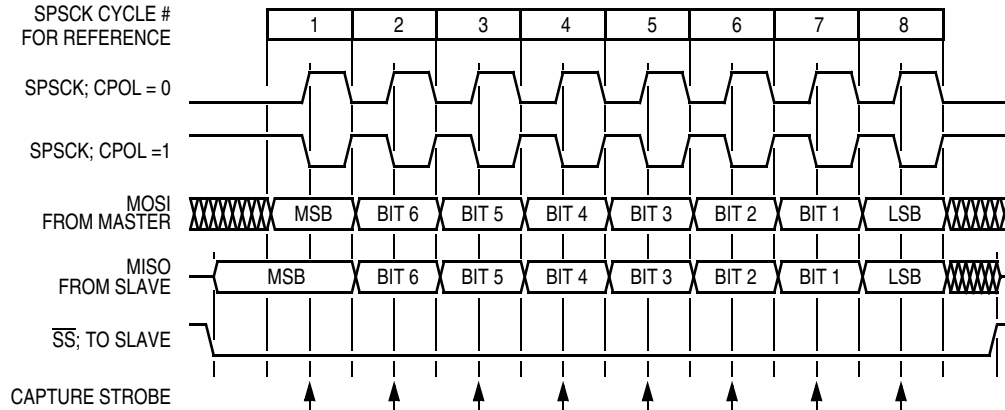 SPSCK CYCLE #
FOR REFERENCE
1 2 3 4 5 6 7 8
SPSCK; CPOL = 0
SPSCK; CPOL =1
MOSI
FROM MASTER
MSB BIT 6 BIT 5 BIT 4 BIT 3 BIT 2 BIT 1 LSB
MISO
FROM SLAVE
MSB BIT 6 BIT 5 BIT 4 BIT 3 BIT 2 BIT 1 LSB
SS; TO SLAVE
CAPTURE STROBE